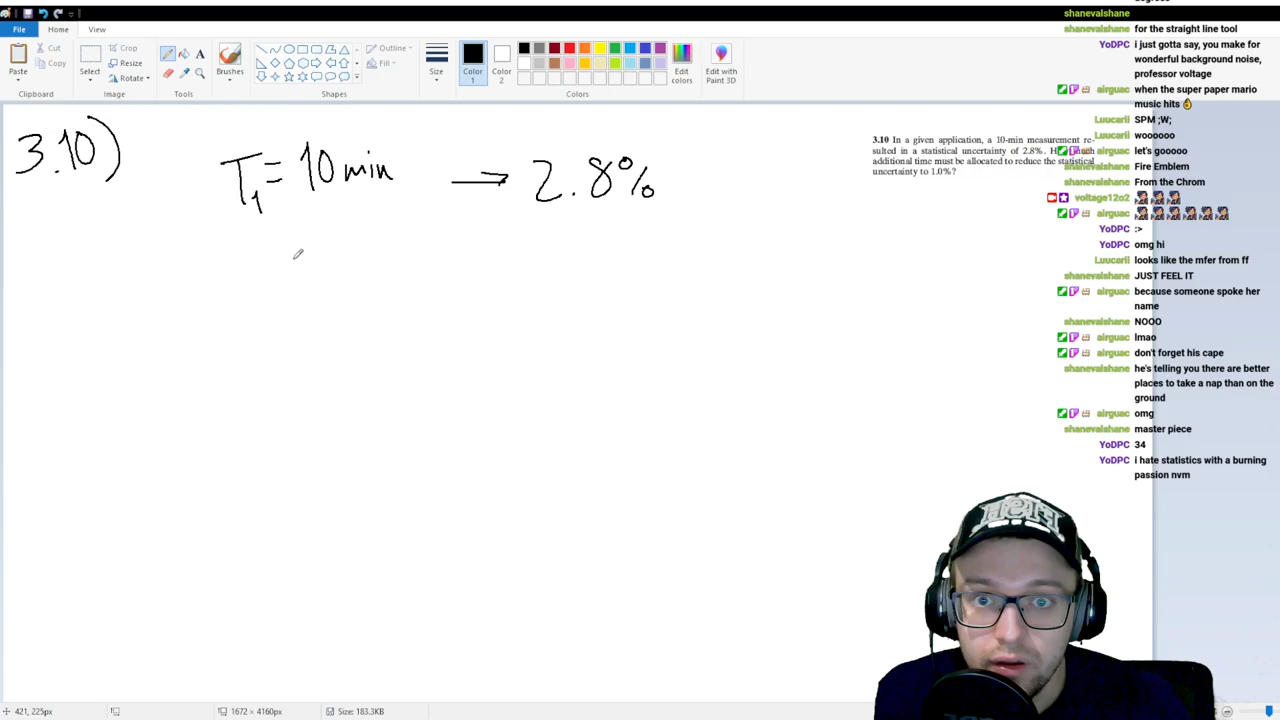 File
Home
View
Paste
Cut
Copy
Clipboard
Select
Crop
Resize
Rotate
Image
Tools
Brushes
Shapes
Outline
Fill
Size
Color
1
Color
2
Edit
colors
Colors
Edit with
Paint 3D
3.10)
T1 = 10 min → 2.8%
3.10 In a given application, a 10-min measurement re-
sulted in a statistical uncertainty of 2.8%.
additional time must be allocated to reduce the statistical
uncertainty to 1.0%?
shanevalshane
shanevalshane for the straight line tool
YoDPC i just gotta say, you make for
wonderful background noise,
professor voltage
airguac when the super paper mario
music hits 👌
Luucarii SPM ;W;
Luucarii woooooo
airguac let's gooooo
shanevalshane Fire Emblem
shanevalshane From the Chrom
voltage12o2
airguac
YoDPC :>
YoDPC omg hi
Luucarii looks like the mfer from ff
shanevalshane JUST FEEL IT
airguac because someone spoke her
name
shanevalshane NOOO
airguac lmao
airguac don't forget his cape
shanevalshane he's telling you there are better
places to take a nap than on the
ground
airguac omg
shanevalshane master piece
YoDPC 34
YoDPC i hate statistics with a burning
passion nvm
421, 225px
1672 × 4160px
Size: 183.3KB